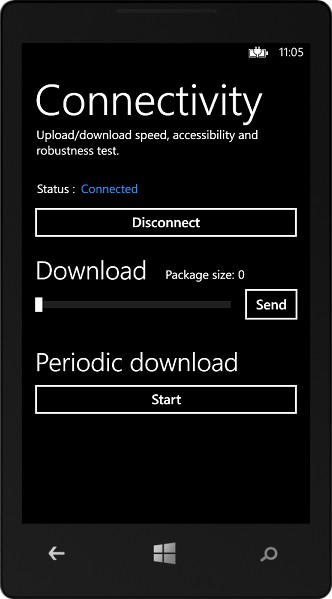 11:05
Connectivity
Upload/download speed, accessibility and
robustness test.
Status : Connected
Disconnect
Download Package size: 0
Send
Periodic download
Start